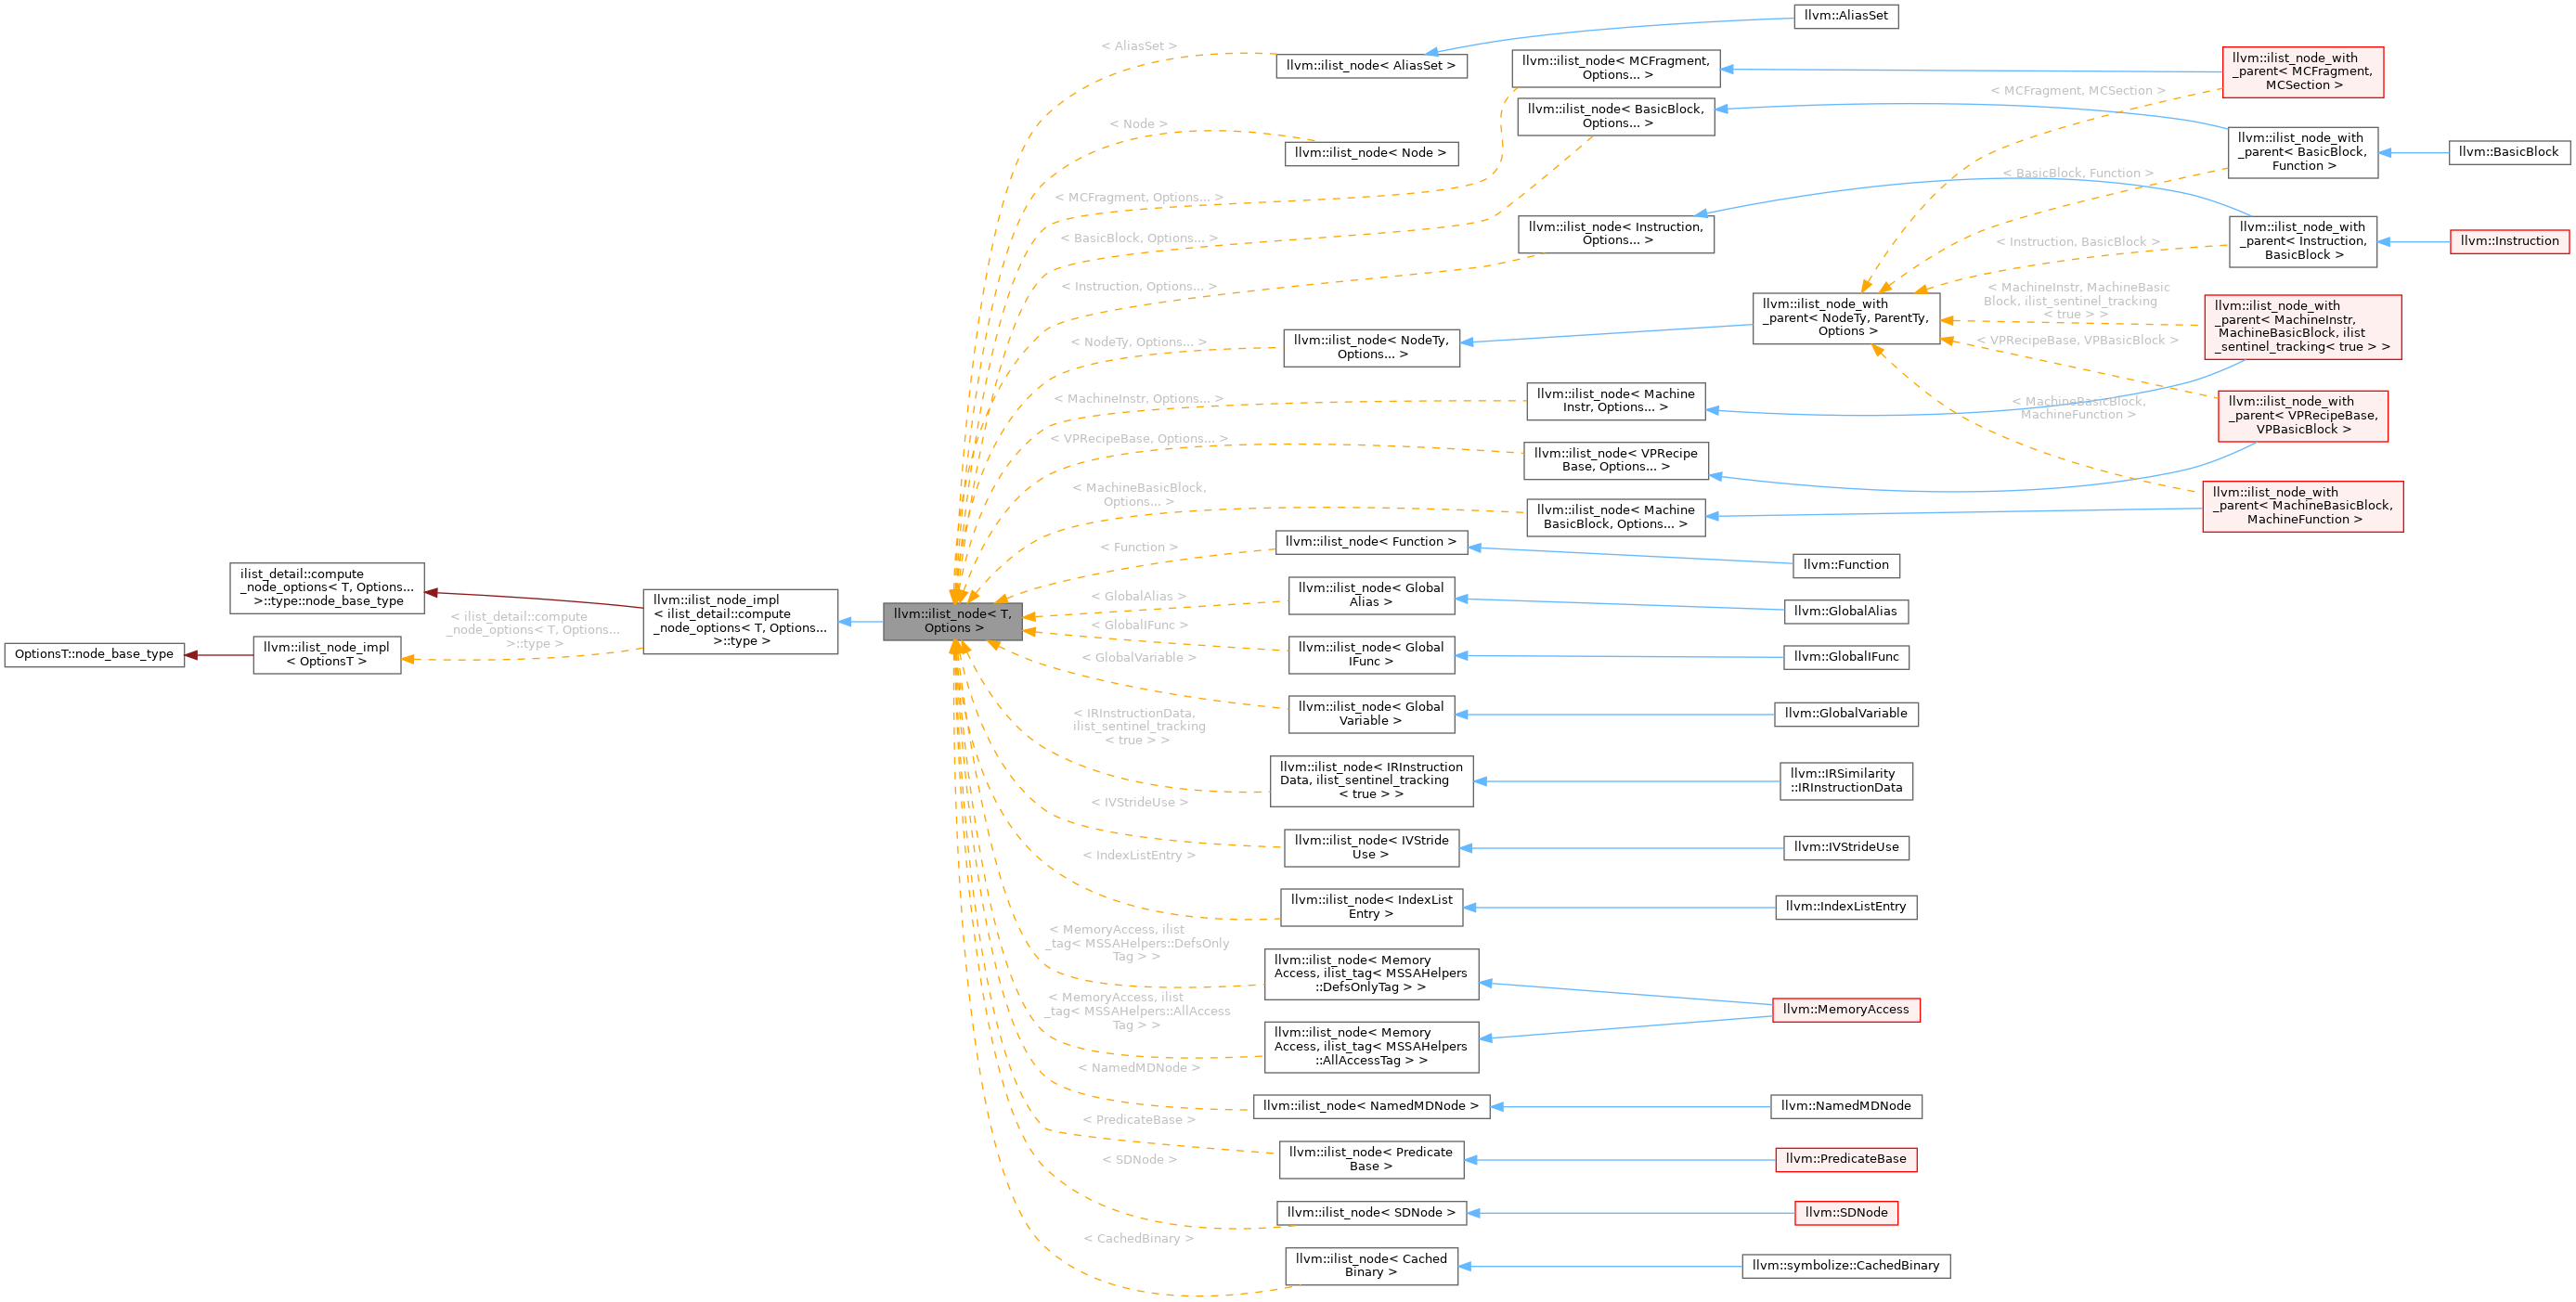 OptionsT::node_base_type
ilist_detail::compute
_node_options< T, Options...
>::type::node_base_type
llvm::ilist_node_impl
< OptionsT >
< ilist_detail::compute
_node_options< T, Options...
>::type >
llvm::ilist_node_impl
< ilist_detail::compute
_node_options< T, Options...
>::type >
llvm::ilist_node< T,
Options >
< AliasSet >
< Node >
< MCFragment, Options... >
< BasicBlock, Options... >
< Instruction, Options... >
< NodeTy, Options... >
< MachineInstr, Options... >
< VPRecipeBase, Options... >
< MachineBasicBlock,
Options... >
< Function >
< GlobalAlias >
< GlobalIFunc >
< GlobalVariable >
< IRInstructionData,
ilist_sentinel_tracking
< true > >
< IVStrideUse >
< IndexListEntry >
< MemoryAccess, ilist
_tag< MSSAHelpers::DefsOnly
Tag > >
< MemoryAccess, ilist
_tag< MSSAHelpers::AllAccess
Tag > >
< NamedMDNode >
< PredicateBase >
< SDNode >
< CachedBinary >
llvm::ilist_node< AliasSet >
llvm::ilist_node< Node >
llvm::ilist_node< MCFragment,
Options... >
llvm::ilist_node< BasicBlock,
Options... >
llvm::ilist_node< Instruction,
Options... >
llvm::ilist_node< NodeTy,
Options... >
llvm::ilist_node< Machine
Instr, Options... >
llvm::ilist_node< VPRecipe
Base, Options... >
llvm::ilist_node< Machine
BasicBlock, Options... >
llvm::ilist_node< Function >
llvm::ilist_node< Global
Alias >
llvm::ilist_node< Global
IFunc >
llvm::ilist_node< Global
Variable >
llvm::ilist_node< IRInstruction
Data, ilist_sentinel_tracking
< true > >
llvm::ilist_node< IVStride
Use >
llvm::ilist_node< IndexList
Entry >
llvm::ilist_node< Memory
Access, ilist_tag< MSSAHelpers
::DefsOnlyTag > >
llvm::ilist_node< Memory
Access, ilist_tag< MSSAHelpers
::AllAccessTag > >
llvm::ilist_node< NamedMDNode >
llvm::ilist_node< Predicate
Base >
llvm::ilist_node< SDNode >
llvm::ilist_node< Cached
Binary >
llvm::AliasSet
llvm::ilist_node_with
_parent< NodeTy, ParentTy,
Options >
llvm::Function
llvm::GlobalAlias
llvm::GlobalIFunc
llvm::GlobalVariable
llvm::IRSimilarity
::IRInstructionData
llvm::IVStrideUse
llvm::IndexListEntry
llvm::MemoryAccess
llvm::NamedMDNode
llvm::PredicateBase
llvm::SDNode
llvm::symbolize::CachedBinary
< MCFragment, MCSection >
< BasicBlock, Function >
< Instruction, BasicBlock >
< MachineInstr, MachineBasic
Block, ilist_sentinel_tracking
< true > >
< VPRecipeBase, VPBasicBlock >
< MachineBasicBlock,
MachineFunction >
llvm::ilist_node_with
_parent< MCFragment,
MCSection >
llvm::ilist_node_with
_parent< BasicBlock,
Function >
llvm::ilist_node_with
_parent< Instruction,
BasicBlock >
llvm::ilist_node_with
_parent< MachineInstr,
MachineBasicBlock, ilist
_sentinel_tracking< true > >
llvm::ilist_node_with
_parent< VPRecipeBase,
VPBasicBlock >
llvm::ilist_node_with
_parent< MachineBasicBlock,
MachineFunction >
llvm::BasicBlock
llvm::Instruction